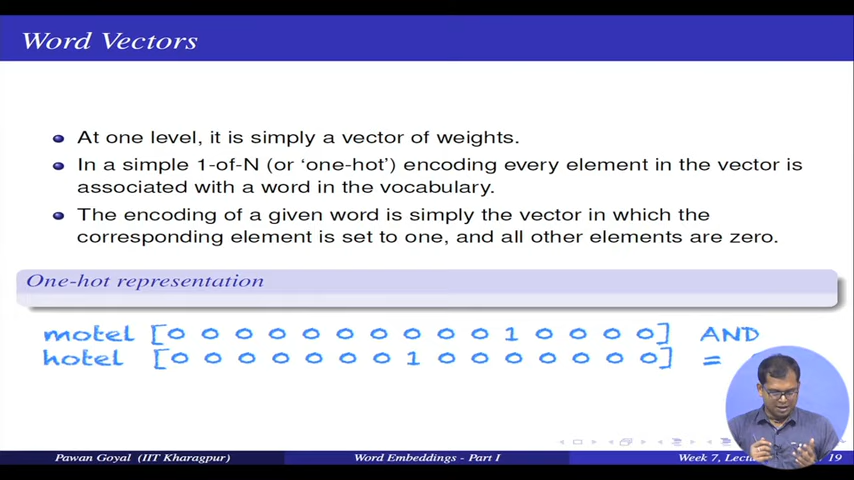 Word Vectors
At one level, it is simply a vector of weights.
In a simple 1-of-N (or ‘one-hot’) encoding every element in the vector is
associated with a word in the vocabulary.
The encoding of a given word is simply the vector in which the
corresponding element is set to one, and all other elements are zero.
One-hot representation
motel [0 0 0 0 0 0 0 0 0 0 1 0 0 0 0] AND
hotel [0 0 0 0 0 0 0 1 0 0 0 0 0 0 0] =
Pawan Goyal (IIT Kharagpur) Word Embeddings - Part I Week 7, 19